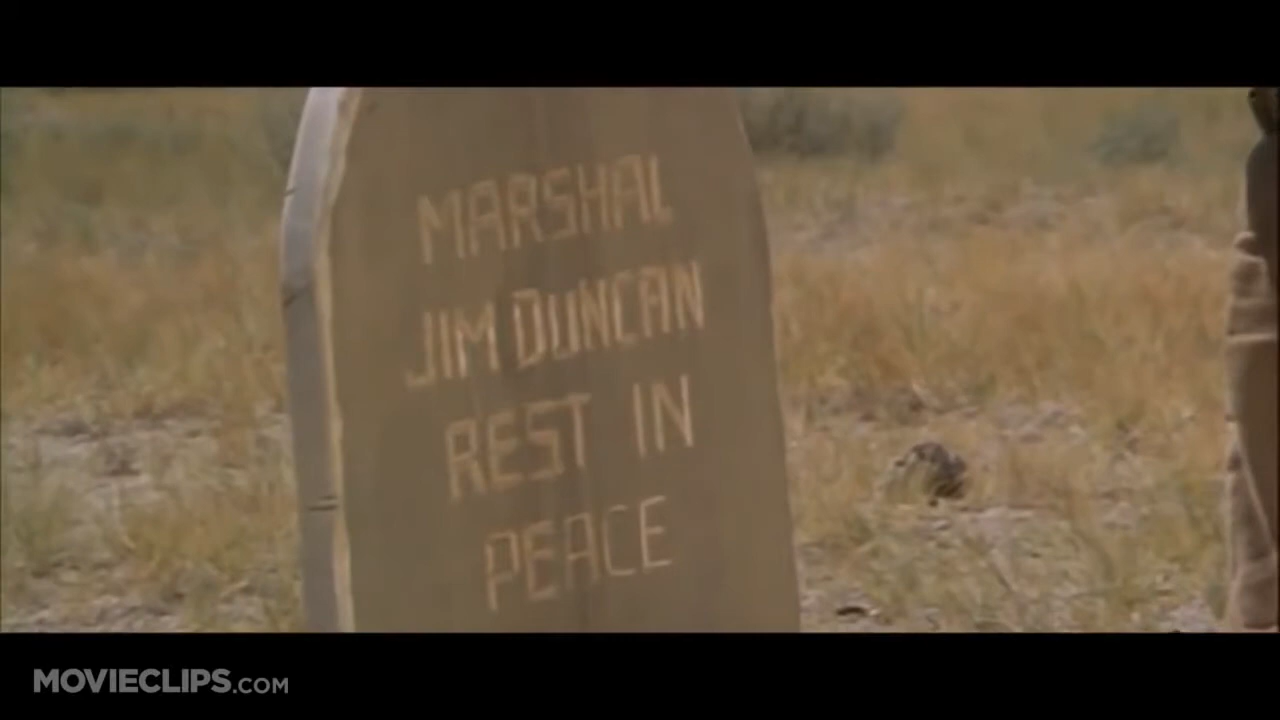 MARSHAL
JIM DUNCAN
REST IN
PEACE
MOVIECLIPS.COM